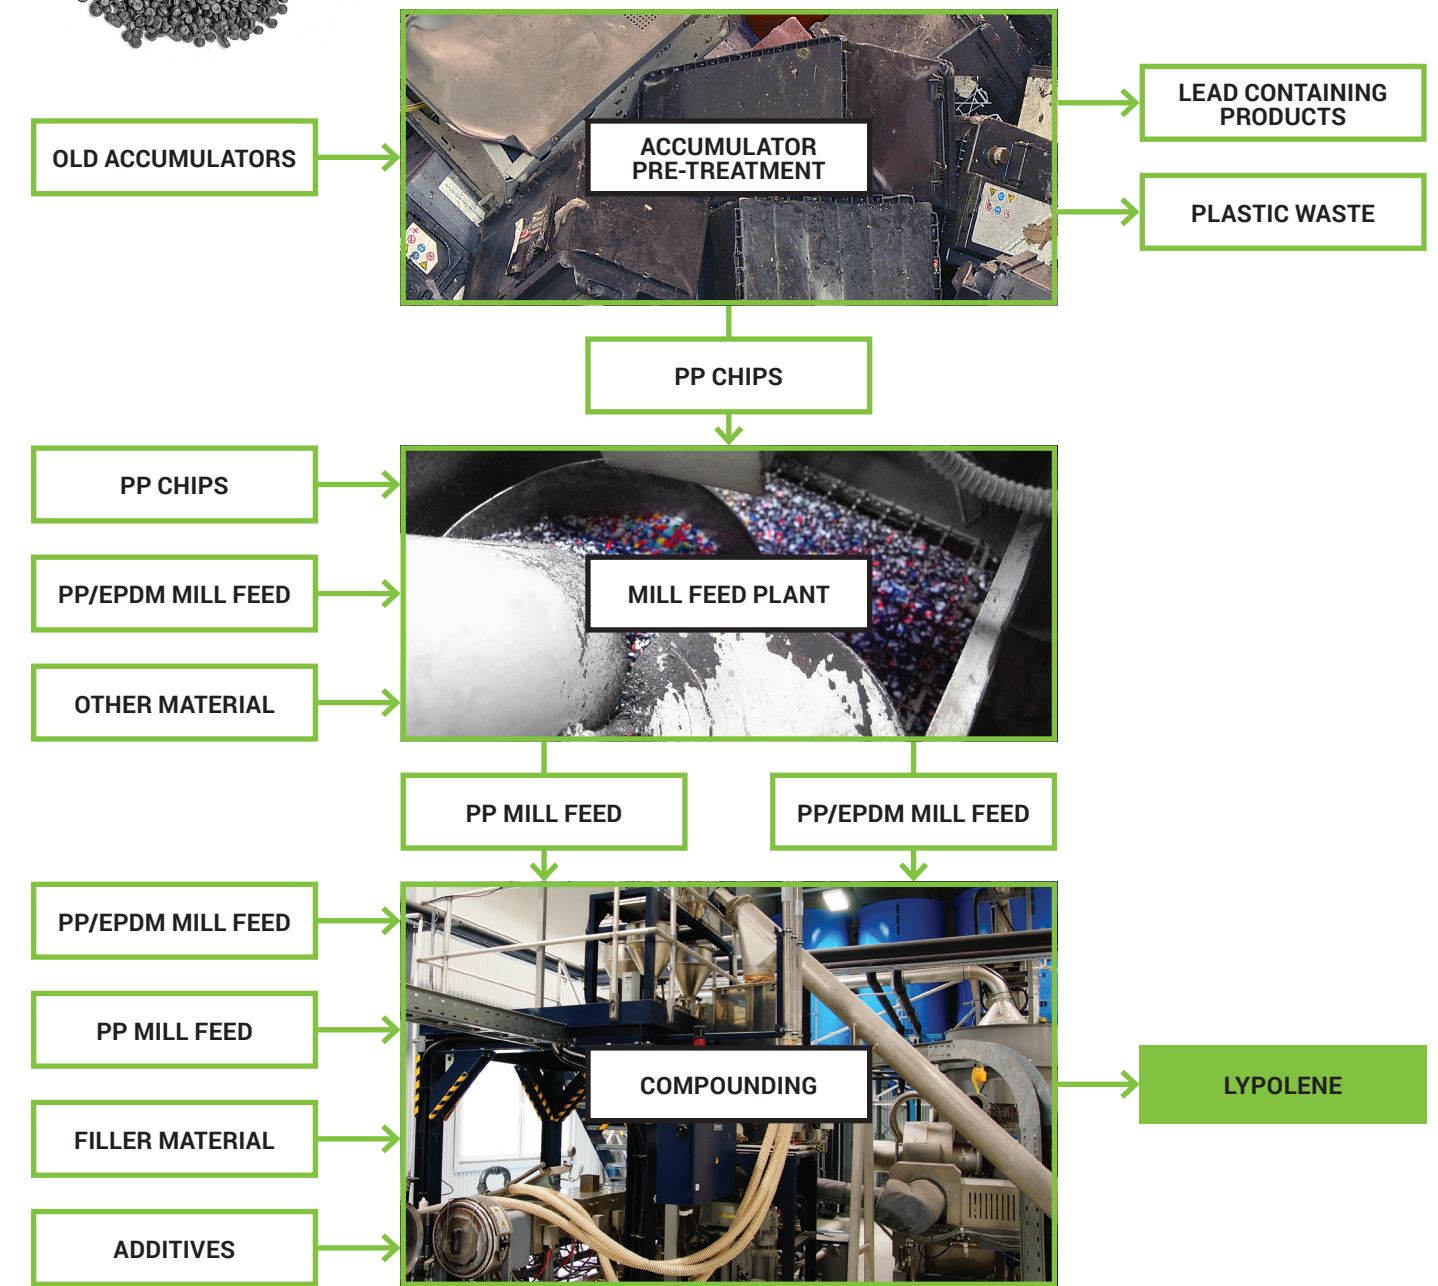 OLD ACCUMULATORS
ACCUMULATOR
PRE-TREATMENT
LEAD CONTAINING
PRODUCTS
PLASTIC WASTE
PP CHIPS
PP CHIPS
PP/EPDM MILL FEED
OTHER MATERIAL
MILL FEED PLANT
PP MILL FEED
PP/EPDM MILL FEED
PP/EPDM MILL FEED
PP MILL FEED
FILLER MATERIAL
ADDITIVES
COMPOUNDING
LYPOLENE